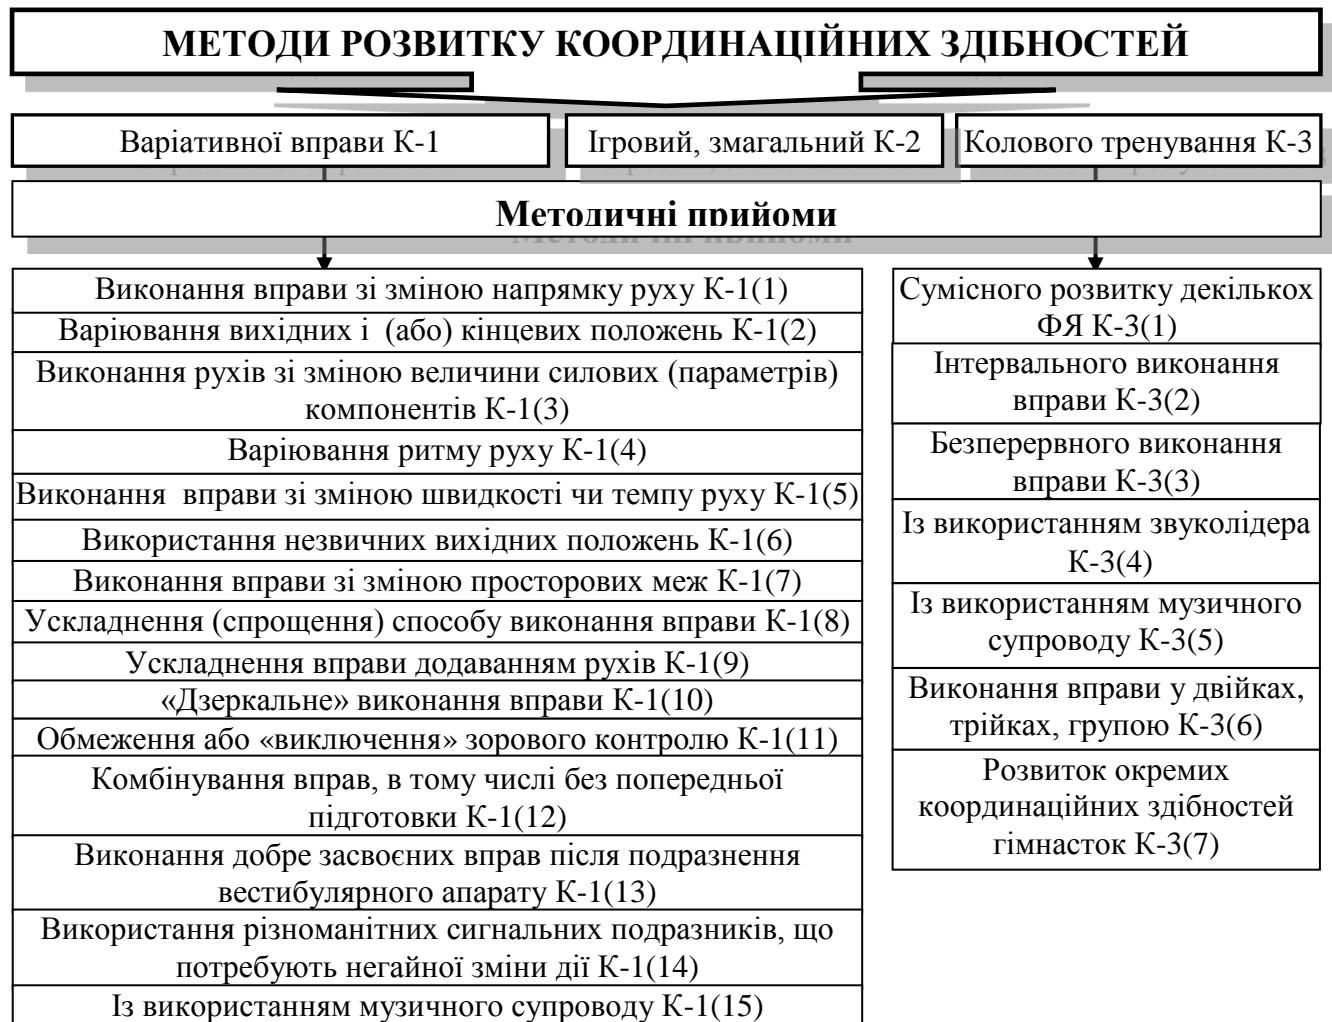 МЕТОДИ РОЗВИТКУ КООРДИНАЦІЙНИХ ЗДІБНОСТЕЙ
Варіативної вправи К-1
Ігровий, змагальний К-2
Колового тренування К-3
Методичні прийоми
Виконання вправи зі зміною напрямку руху К-1(1)
Варіювання вихідних і (або) кінцевих положень К-1(2)
Виконання рухів зі зміною величини силових (параметрів)
компонентів К-1(3)
Варіювання ритму руху К-1(4)
Виконання вправи зі зміною швидкості чи темпу руху К-1(5)
Використання незвичних вихідних положень К-1(6)
Виконання вправи зі зміною просторових меж К-1(7)
Ускладнення (спрощення) способу виконання вправи К-1(8)
Ускладнення вправи додаванням рухів К-1(9)
«Дзеркальне» виконання вправи К-1(10)
Обмеження або «виключення» зорового контролю К-1(11)
Комбінування вправ, в тому числі без попередньої
підготовки К-1(12)
Виконання добре засвоєних вправ після подразнення
вестибулярного апарату К-1(13)
Використання різноманітних сигнальних подразників, що
потребують негайної зміни дії К-1(14)
Із використанням музичного супроводу К-1(15)
Сумісного розвитку декількох
ФЯ К-3(1)
Інтервального виконання
вправи К-3(2)
Безперервного виконання
вправи К-3(3)
Із використанням звуколідера
К-3(4)
Із використанням музичного
супроводу К-3(5)
Виконання вправи у двійках,
трійках, групою К-3(6)
Розвиток окремих
координаційних здібностей
гімнасток К-3(7)